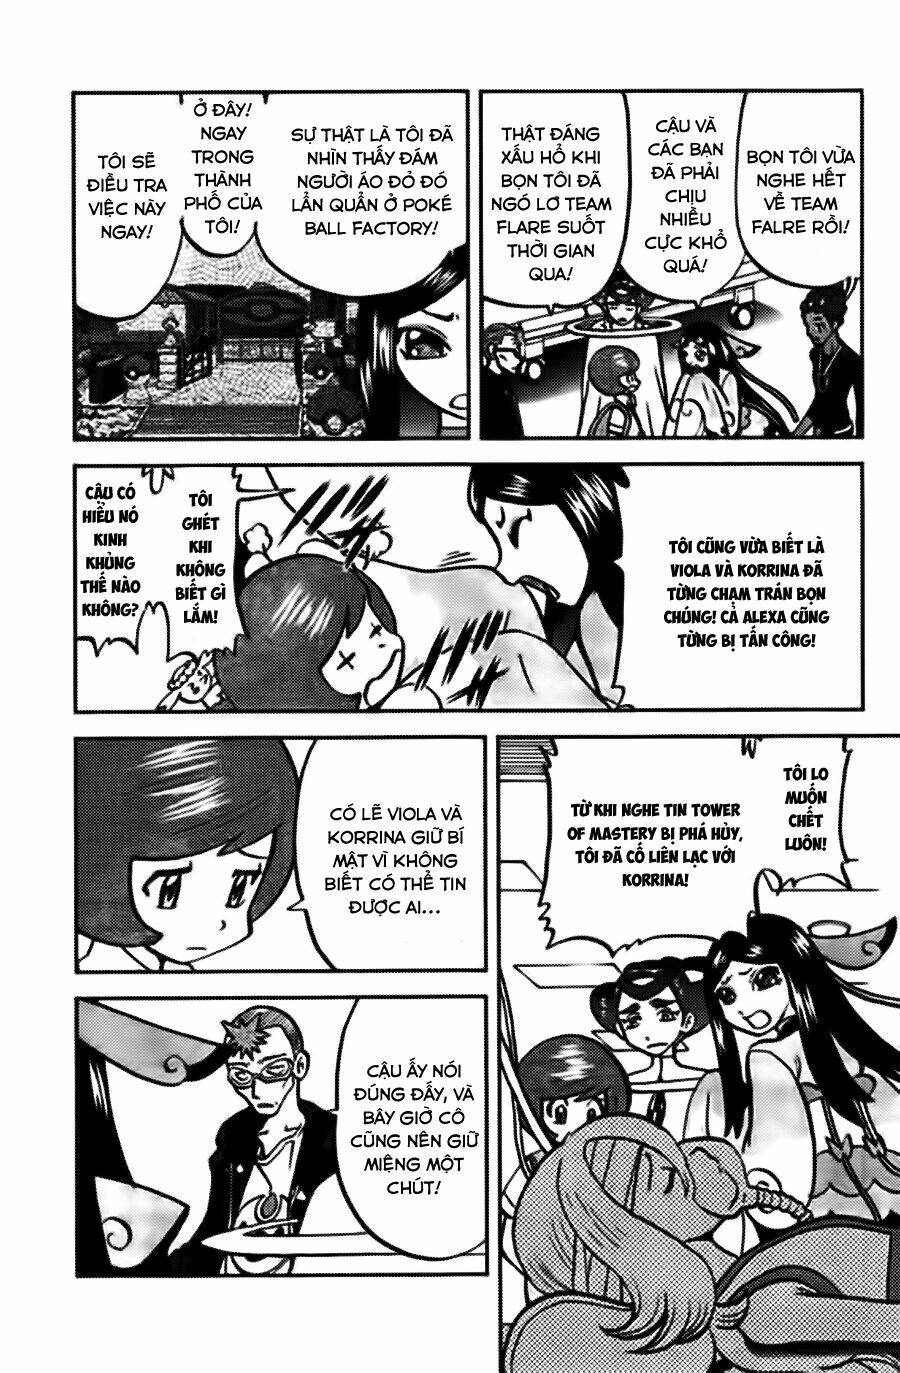 BỌN TÔI VỪA
NGHE HẾT
VỀ TEAM
FALRE RỒI!
CẬU VÀ
CÁC BẠN
ĐÃ PHẢI
CHỊU
NHIỀU
CỰC KHỔ
QUÁ!
THẬT ĐÁNG
XẤU HỔ KHI
BỌN TÔI ĐÃ
NGÓ LƠ TEAM
FLARE SUỐT
THỜI GIAN
QUA!
SỰ THẬT LÀ TÔI ĐÃ
NHÌN THẤY ĐÁM
NGƯỜI ÁO ĐỎ ĐÓ
LẨN QUẨN Ở POKÉ
BALL FACTORY!
Ở ĐÂY!
NGAY
TRONG
THÀNH
PHỐ CỦA
TÔI!
TÔI SẼ
ĐIỀU TRA
VIỆC NÀY
NGAY!
TÔI CŨNG VỪA BIẾT LÀ
VIOLA VÀ KORRINA ĐÃ
TỪNG CHẠM TRÁN BỌN
CHÚNG! CẢ ALEXA CŨNG
TỪNG BỊ TẤN CÔNG!
TÔI
GHÉT
KHI
KHÔNG
BIẾT GÌ
LẮM!
CẬU CÓ
HIỂU NÓ
KINH
KHỦNG
THẾ NÀO
KHÔNG?
TÔI LO
MUỐN
CHẾT
LUÔN!
TỪ KHI NGHE TIN TOWER
OF MASTERY BỊ PHÁ HỦY,
TÔI ĐÃ CỐ LIÊN LẠC VỚI
KORRINA!
CÓ LẼ VIOLA VÀ
KORRINA GIỮ BÍ
MẬT VÌ KHÔNG
BIẾT CÓ THỂ TIN
ĐƯỢC AI...
CẬU ẤY NÓI
ĐÚNG ĐẤY, VÀ
BÂY GIỜ CÔ
CŨNG NÊN GIỮ
MIỆNG MỘT
CHÚT!